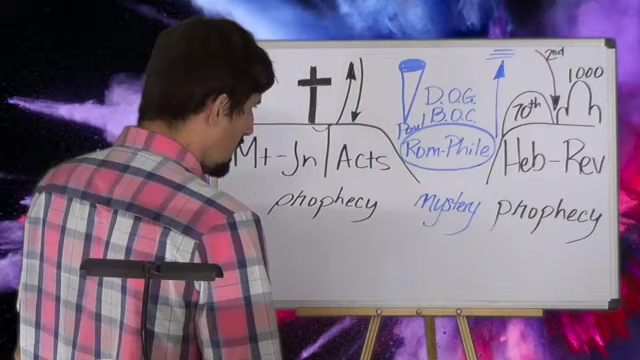 2nd
1000
D.O.G.
B.O.C.
70th
Paul
Mt-Jn Acts Rom-Phile Heb-Rev
prophecy mystery prophecy